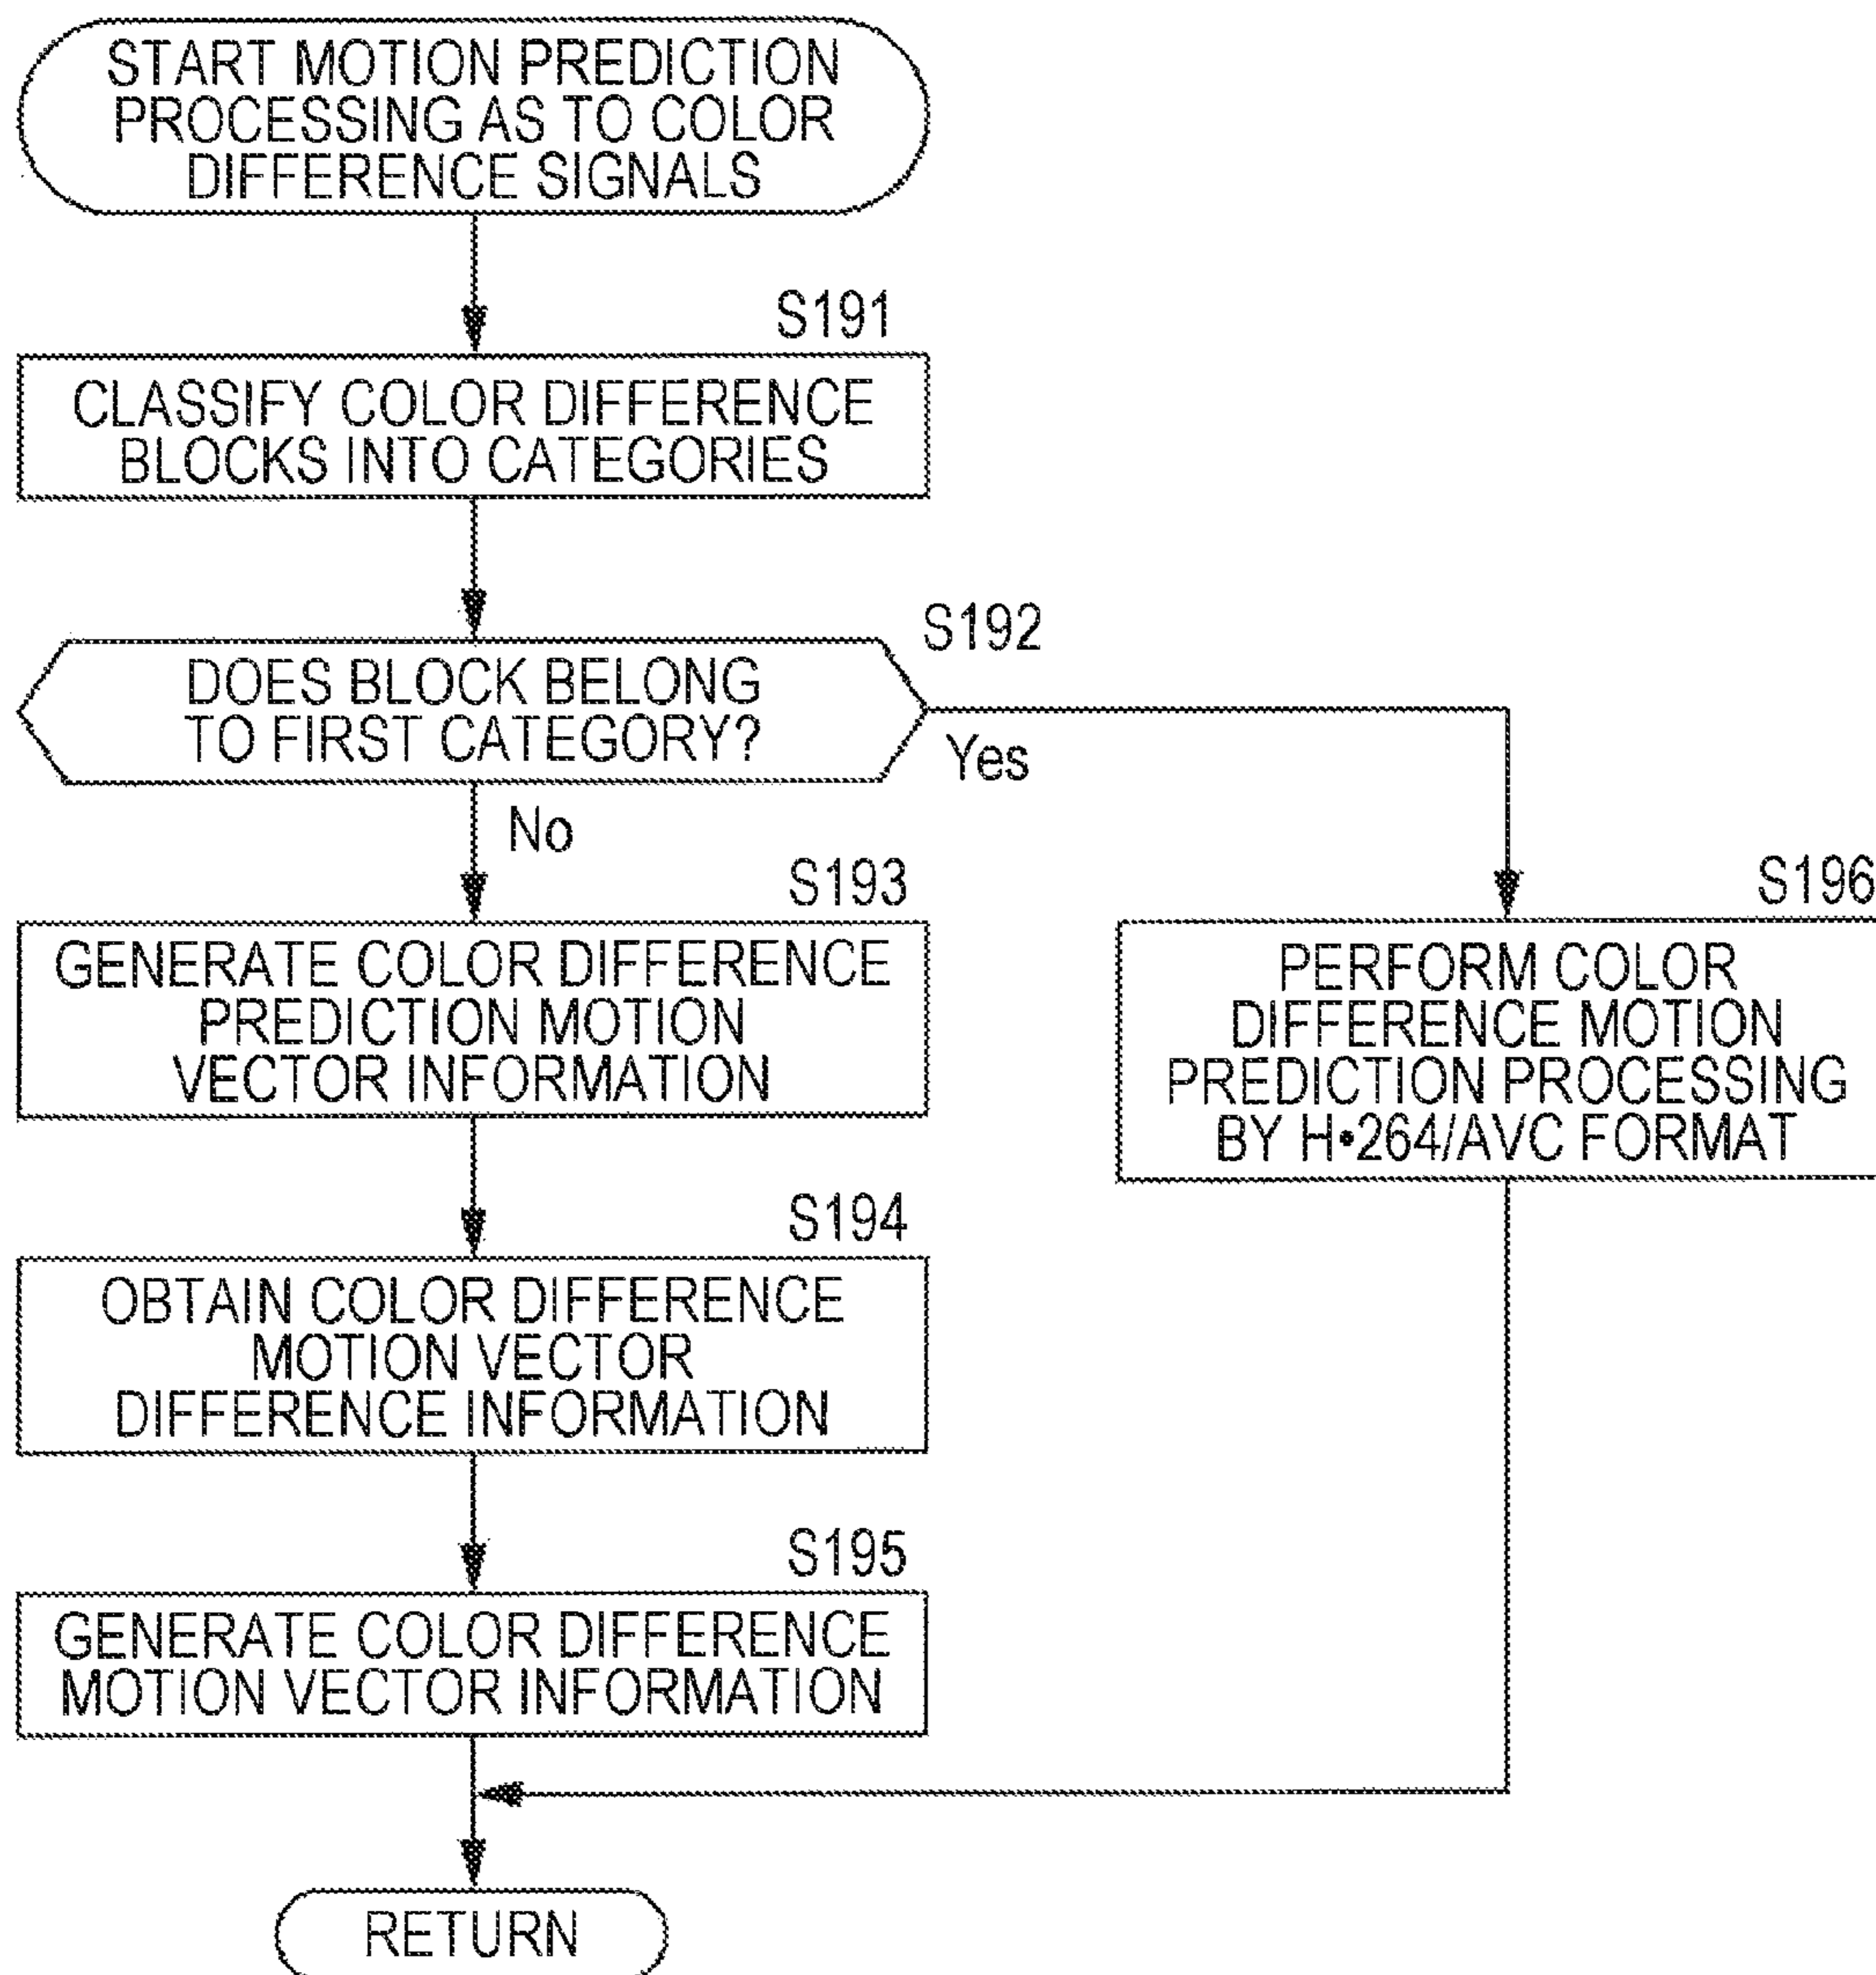 START MOTION PREDICTION
PROCESSING AS TO COLOR
DIFFERENCE SIGNALS
S191
CLASSIFY COLOR DIFFERENCE
BLOCKS INTO CATEGORIES
S192
DOES BLOCK BELONG
TO FIRST CATEGORY?
Yes
No
S193
GENERATE COLOR DIFFERENCE
PREDICTION MOTION
VECTOR INFORMATION
S196
PERFORM COLOR
DIFFERENCE MOTION
PREDICTION PROCESSING
BY H•264/AVC FORMAT
S194
OBTAIN COLOR DIFFERENCE
MOTION VECTOR
DIFFERENCE INFORMATION
S195
GENERATE COLOR DIFFERENCE
MOTION VECTOR INFORMATION
RETURN